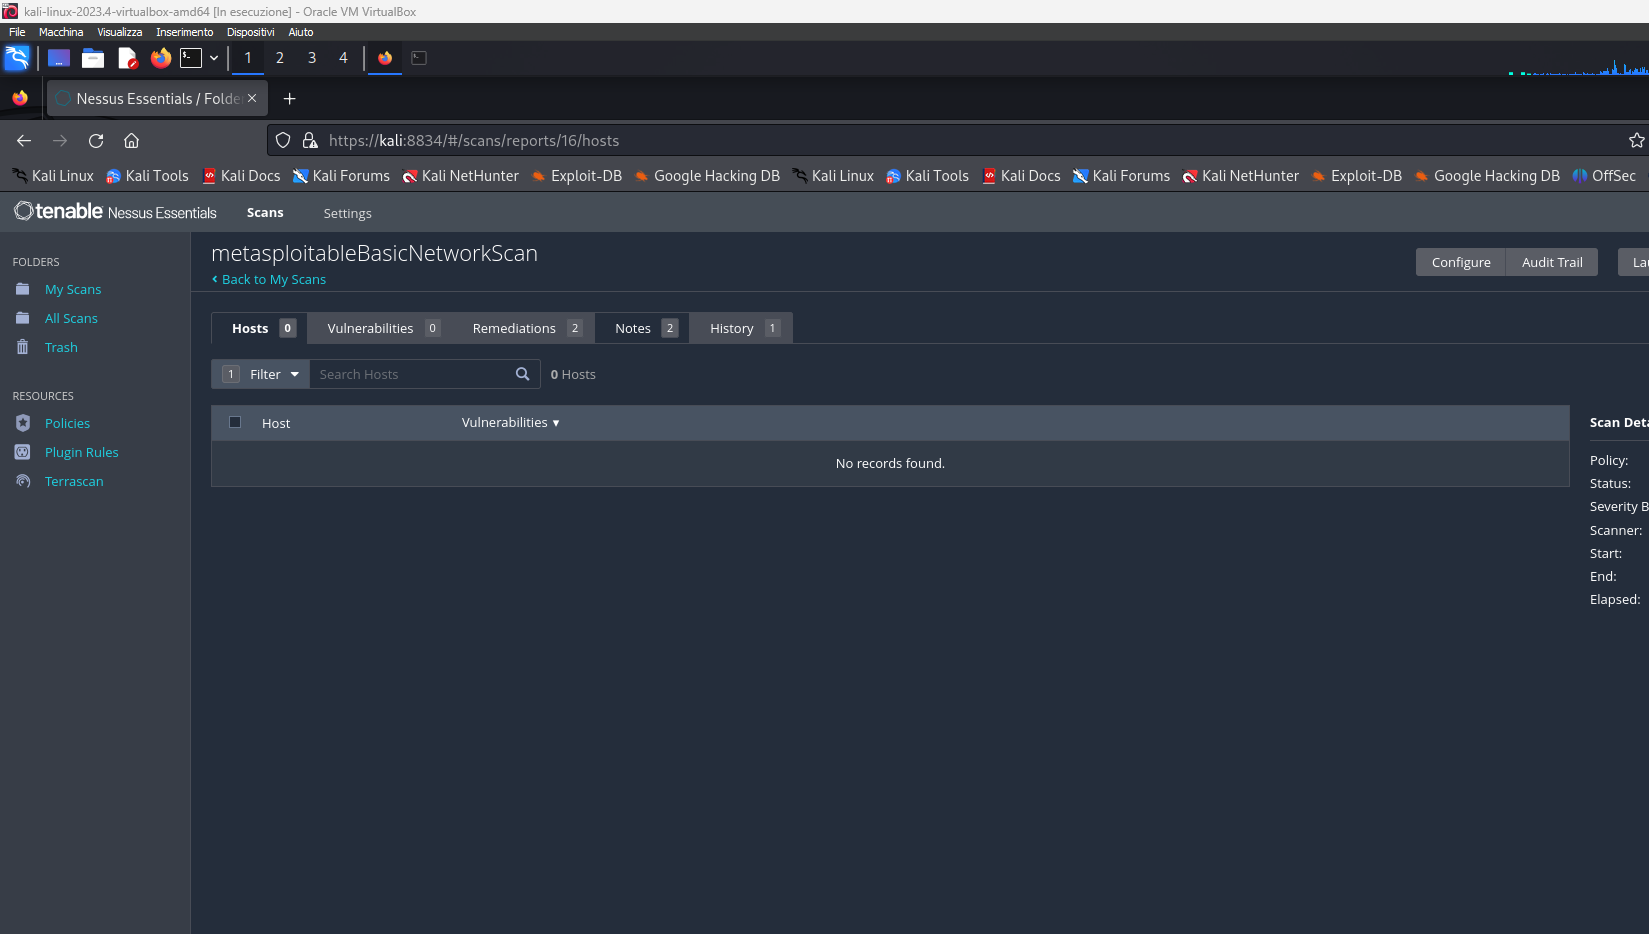 kali-linux-2023.4-virtualbox-amd64 [In esecuzione] - Oracle VM VirtualBox
File Macchina Visualizza Inserimento Dispositivi Aiuto
1 2 3 4
Nessus Essentials / Folde
https://kali:8834/#/scans/reports/16/hosts
Kali Linux Kali Tools Kali Docs Kali Forums Kali NetHunter Exploit-DB Google Hacking DB Kali Linux Kali Tools Kali Docs Kali Forums Kali NetHunter Exploit-DB Google Hacking DB OffSec
tenable Nessus Essentials Scans Settings
FOLDERS
My Scans
All Scans
Trash
RESOURCES
Policies
Plugin Rules
Terrascan
metasploitableBasicNetworkScan
Back to My Scans
Configure Audit Trail Lau
Hosts 0 Vulnerabilities 0 Remediations 2 Notes 2 History 1
1 Filter Search Hosts 0 Hosts
Host Vulnerabilities
No records found.
Scan Deta
Policy:
Status:
Severity B
Scanner:
Start:
End:
Elapsed: